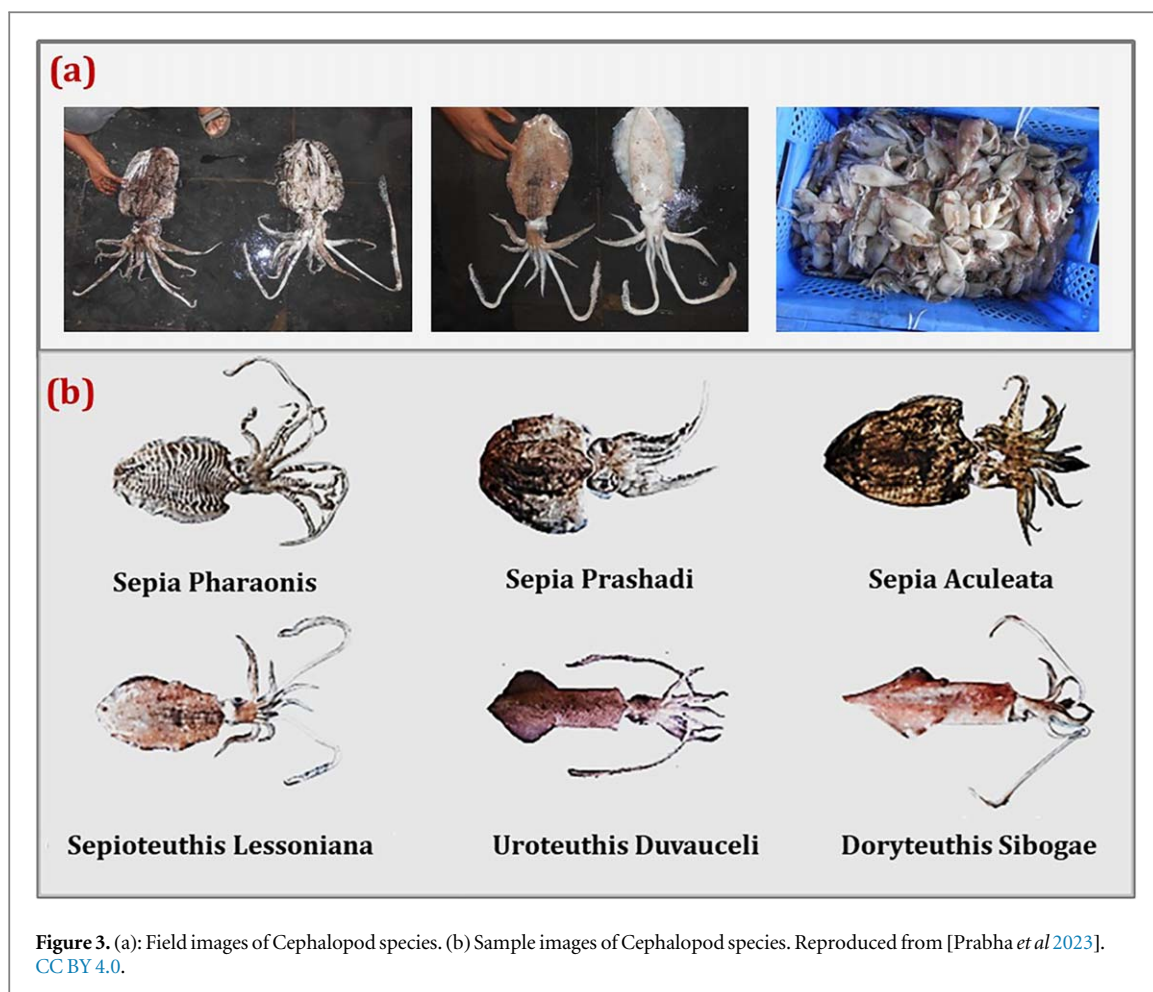 (a)
(b)
Sepia Pharaonis
Sepia Prashadi
Sepia Aculeata
Sepioteuthis Lessoniana
Uroteuthis Duvauceli
Doryteuthis Sibogae
Figure 3. (a): Field images of Cephalopod species. (b) Sample images of Cephalopod species. Reproduced from [Prabha et al 2023].
CC BY 4.0.